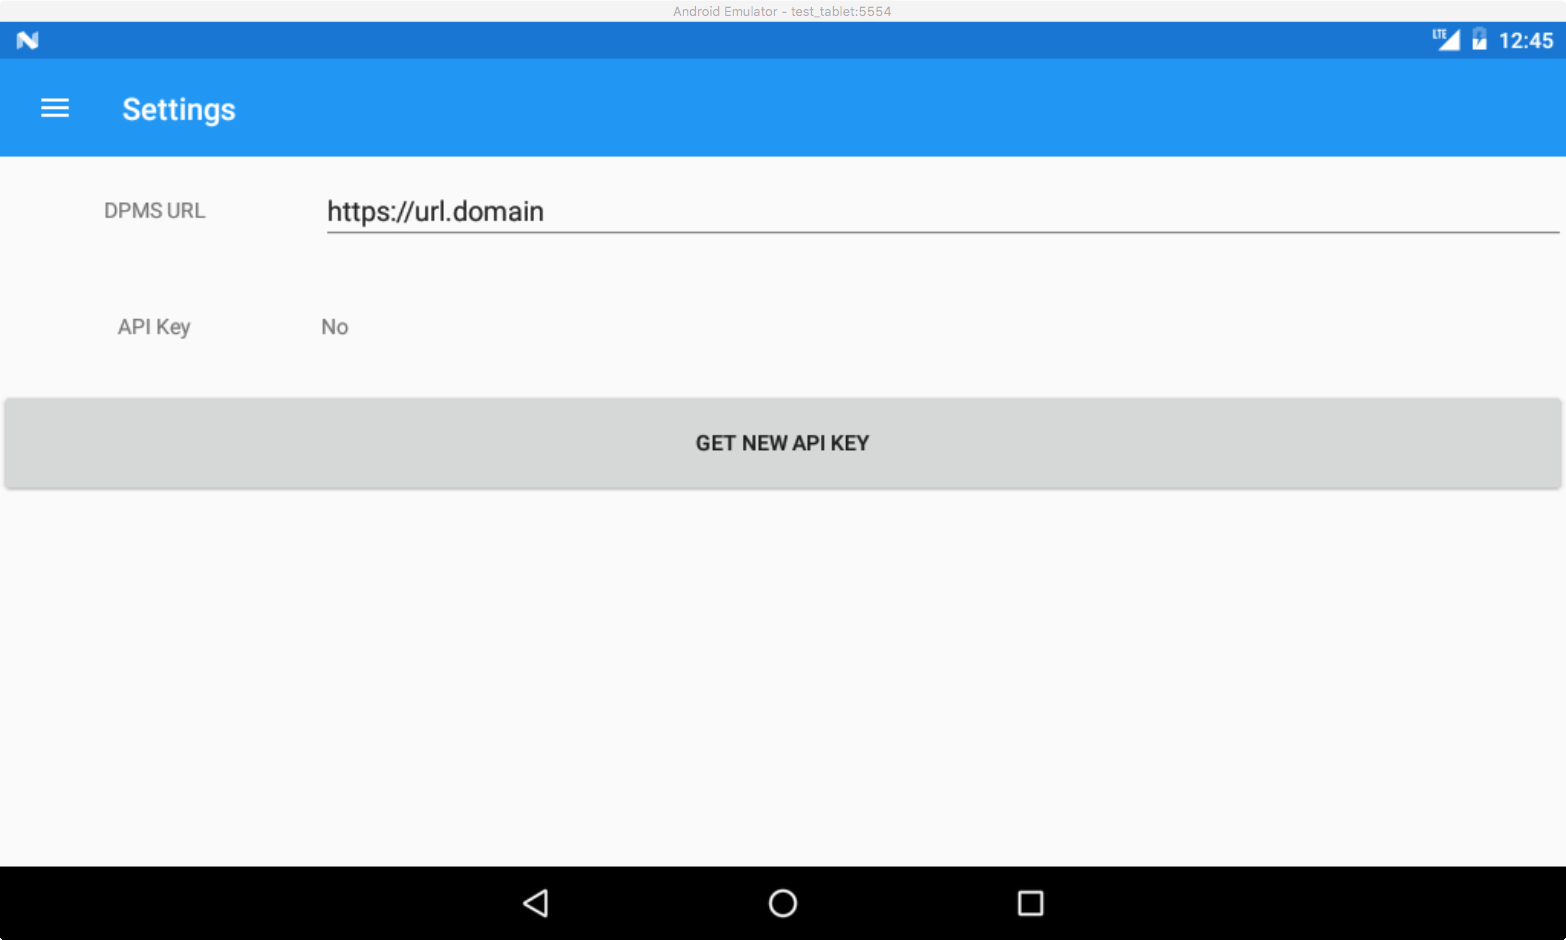 Android Emulator - test_tablet:5554
LTE 12:45
Settings
DPMS URL https://url.domain
API Key No
GET NEW API KEY